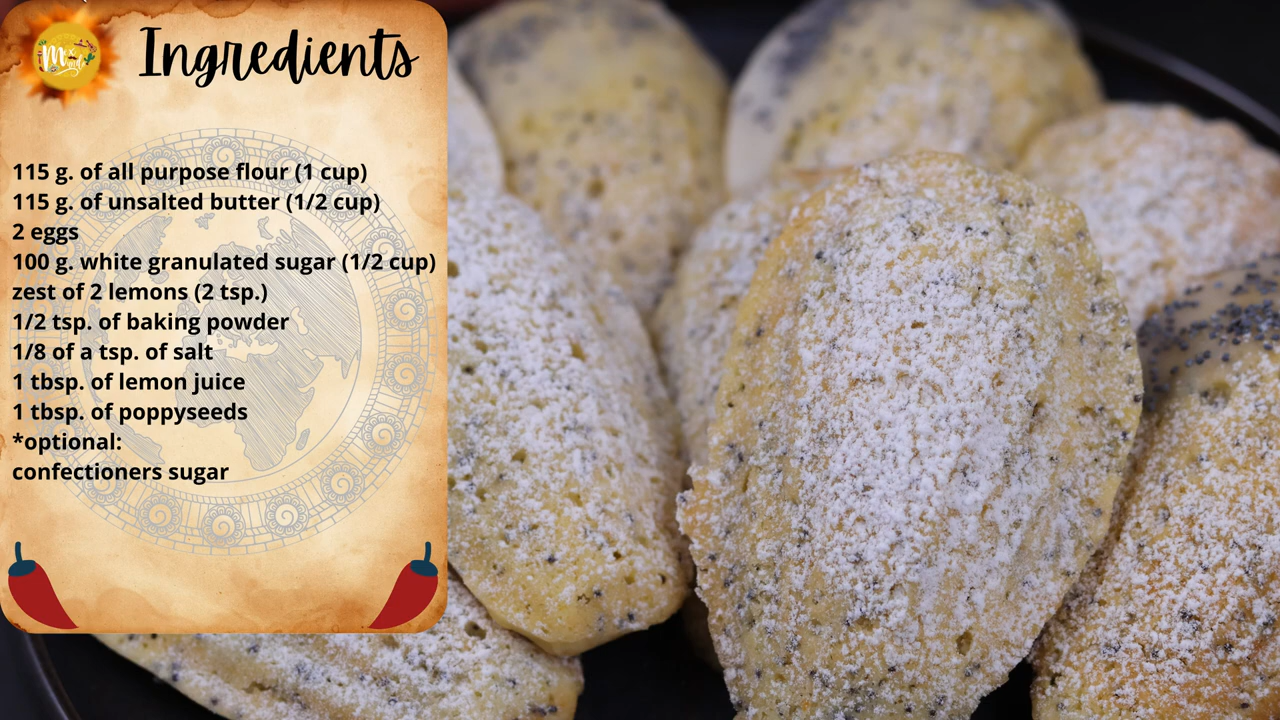 Ingredients
115 g. of all purpose flour (1 cup)
115 g. of unsalted butter (1/2 cup)
2 eggs
100 g. white granulated sugar (1/2 cup)
zest of 2 lemons (2 tsp.)
1/2 tsp. of baking powder
1/8 of a tsp. of salt
1 tbsp. of lemon juice
1 tbsp. of poppyseeds
*optional:
confectioners sugar